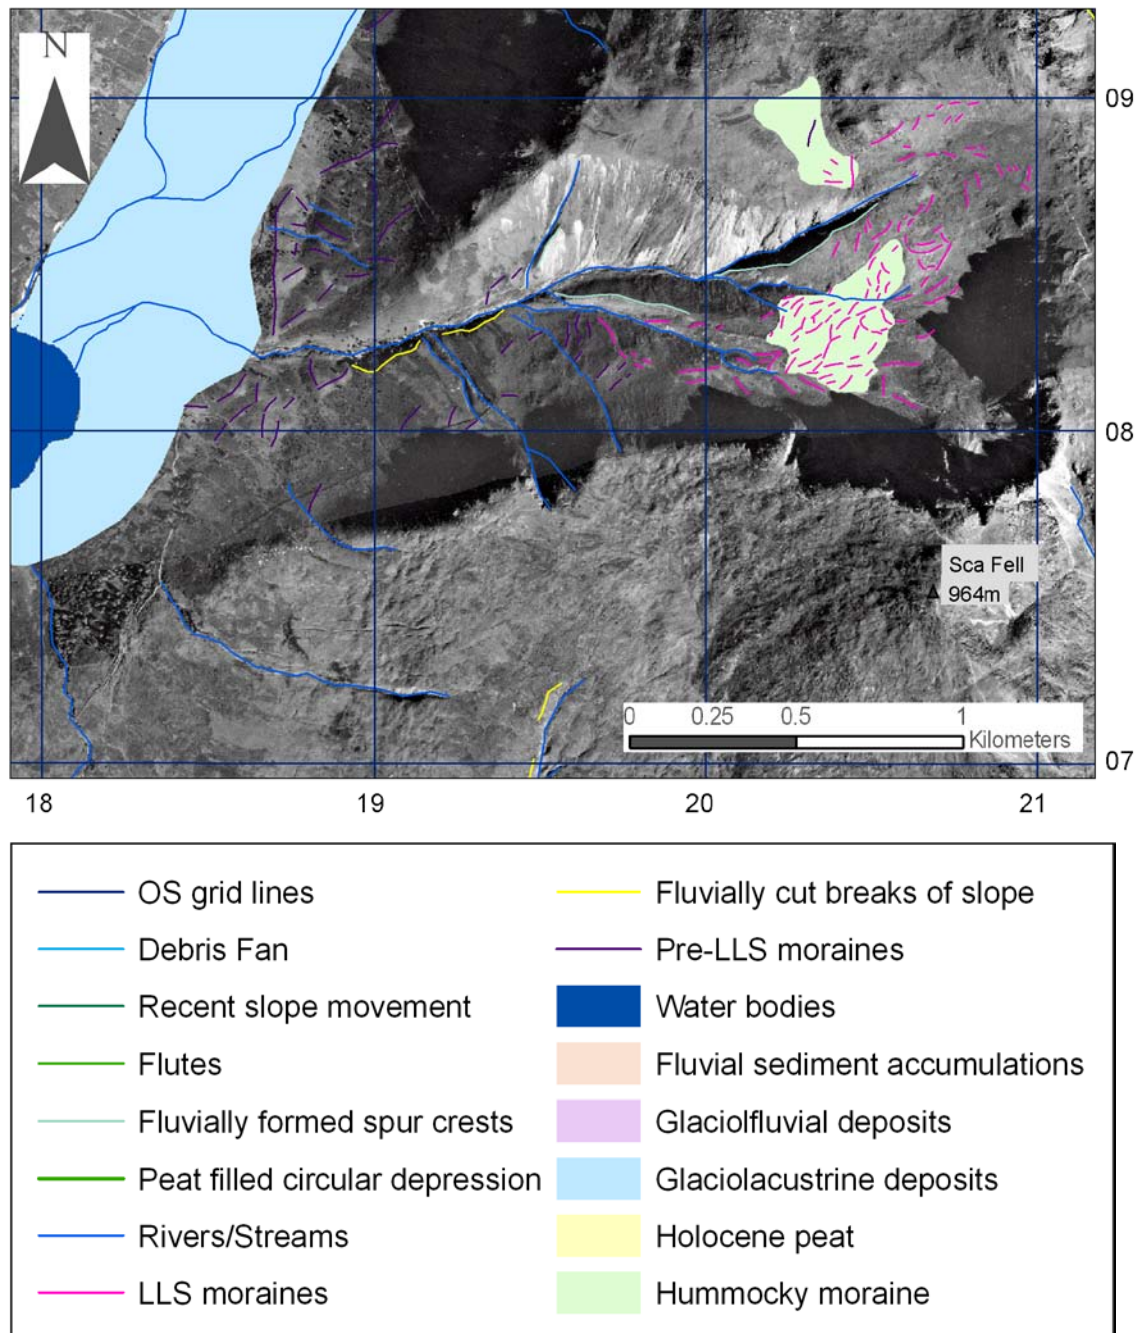 N
09
08
Sca Fell
964m
0 0.25 0.5 1
Kilometers
07
18 19 20 21
OS grid lines
Debris Fan
Recent slope movement
Flutes
Fluvially formed spur crests
Peat filled circular depression
Rivers/Streams
LLS moraines
Fluvially cut breaks of slope
Pre-LLS moraines
Water bodies
Fluvial sediment accumulations
Glaciolfluvial deposits
Glaciolacustrine deposits
Holocene peat
Hummocky moraine